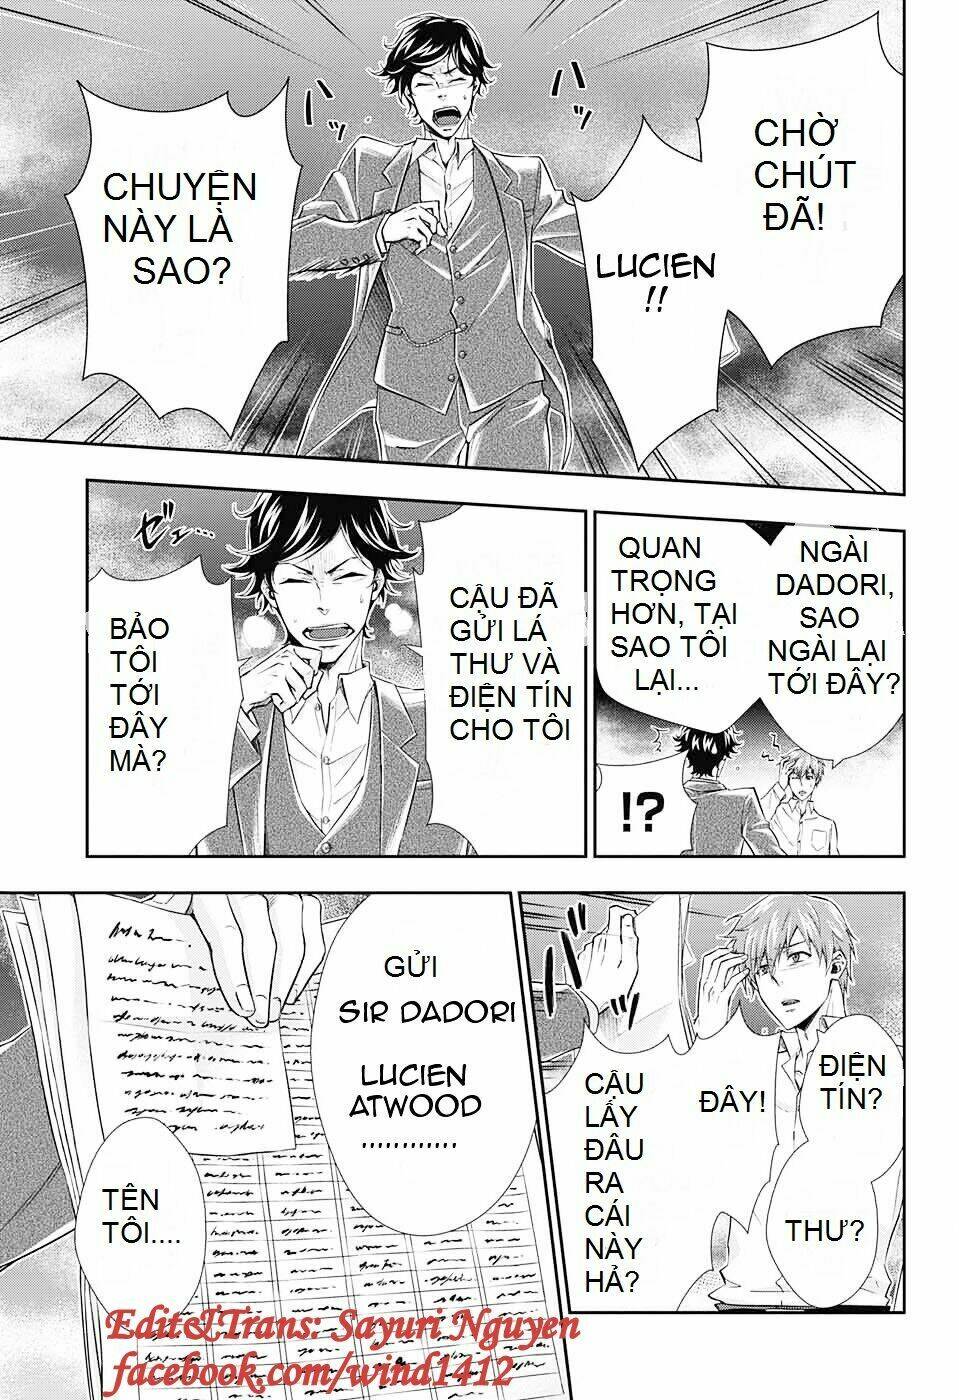 CHỜ
CHÚT
ĐÃ!
LUCIEN
!!
CHUYỆN
NÀY LÀ
SAO?
NGÀI
DADORI,
SAO
NGÀI LẠI
TỚI ĐÂY?
QUAN
TRỌNG
HƠN, TẠI
SAO TÔI
LẠI...
!?
CẬU ĐÃ
GỬI LÁ
THƯ VÀ
ĐIỆN TÍN
CHO TÔI
ゼェ...
BẢO
TÔI
TỚI
ĐÂY
MÀ?
ĐIỆN
TÍN?
THƯ?
ĐÂY!
CẬU
LẤY
ĐÂU
RA
CÁI
NÀY
HẢ?
GỬI
SIR DADORI
LUCIEN
ATWOOD
............
TÊN
TÔI....
Edit&Trans: Sayuri Nguyen
facebook.com/wind1412